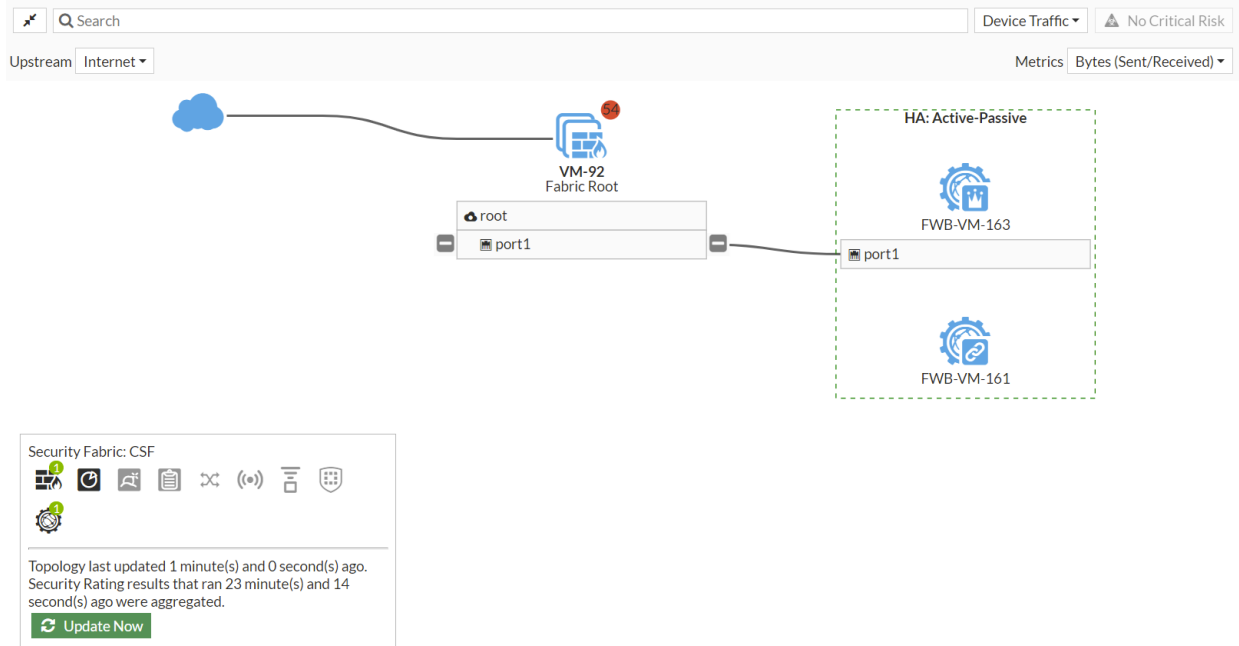 Search
Device Traffic
No Critical Risk
Upstream
Internet
Metrics
Bytes (Sent/Received)
54
VM-92
Fabric Root
root
port1
HA: Active-Passive
FWB-VM-163
port1
FWB-VM-161
Security Fabric: CSF
1
1
Topology last updated 1 minute(s) and 0 second(s) ago.
Security Rating results that ran 23 minute(s) and 14
second(s) ago were aggregated.
Update Now